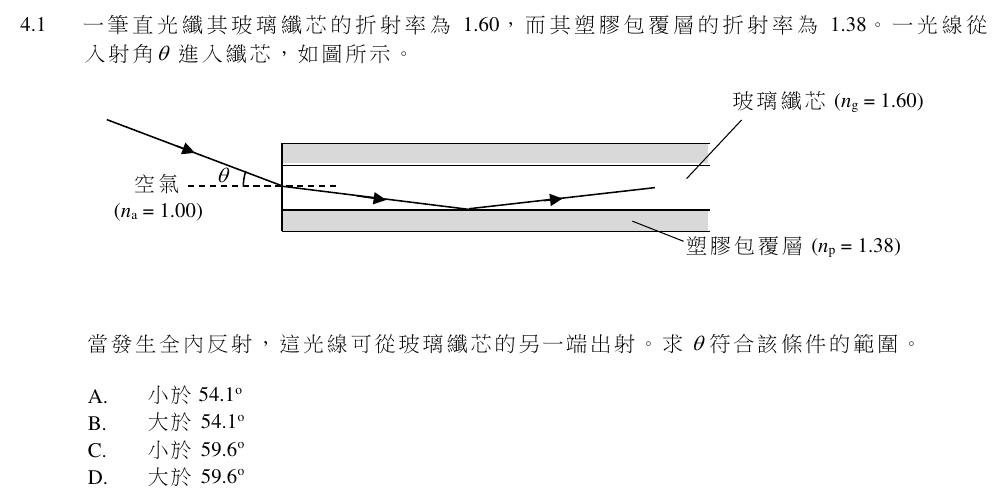 4.1 一筆直光纖其玻璃纖芯的折射率為 1.60，而其塑膠包覆層的折射率為 1.38。一光線從
入射角θ 進入纖芯，如圖所示。
玻璃纖芯 (ng = 1.60)
θ
空氣
(na = 1.00)
塑膠包覆層 (np = 1.38)
當發生全內反射，這光線可從玻璃纖芯的另一端出射。求 θ 符合該條件的範圍。
A. 小於 54.1º
B. 大於 54.1º
C. 小於 59.6º
D. 大於 59.6º